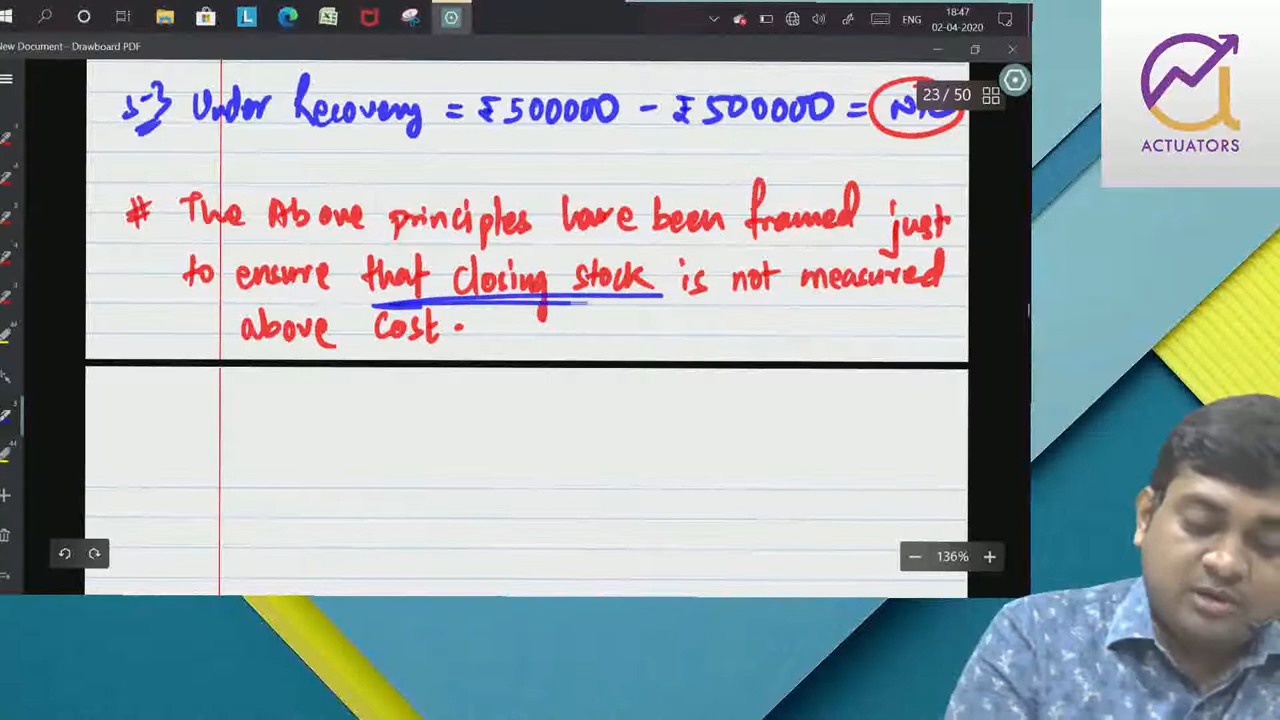 18:47
ENG
02-04-2020
New Document - Drawboard PDF
5→ Under Recovery = ₹500000 - ₹500000 =
23 / 50
# The Above principles have been framed just
to ensure that closing stock is not measured
above cost.
136%
ACTUATORS